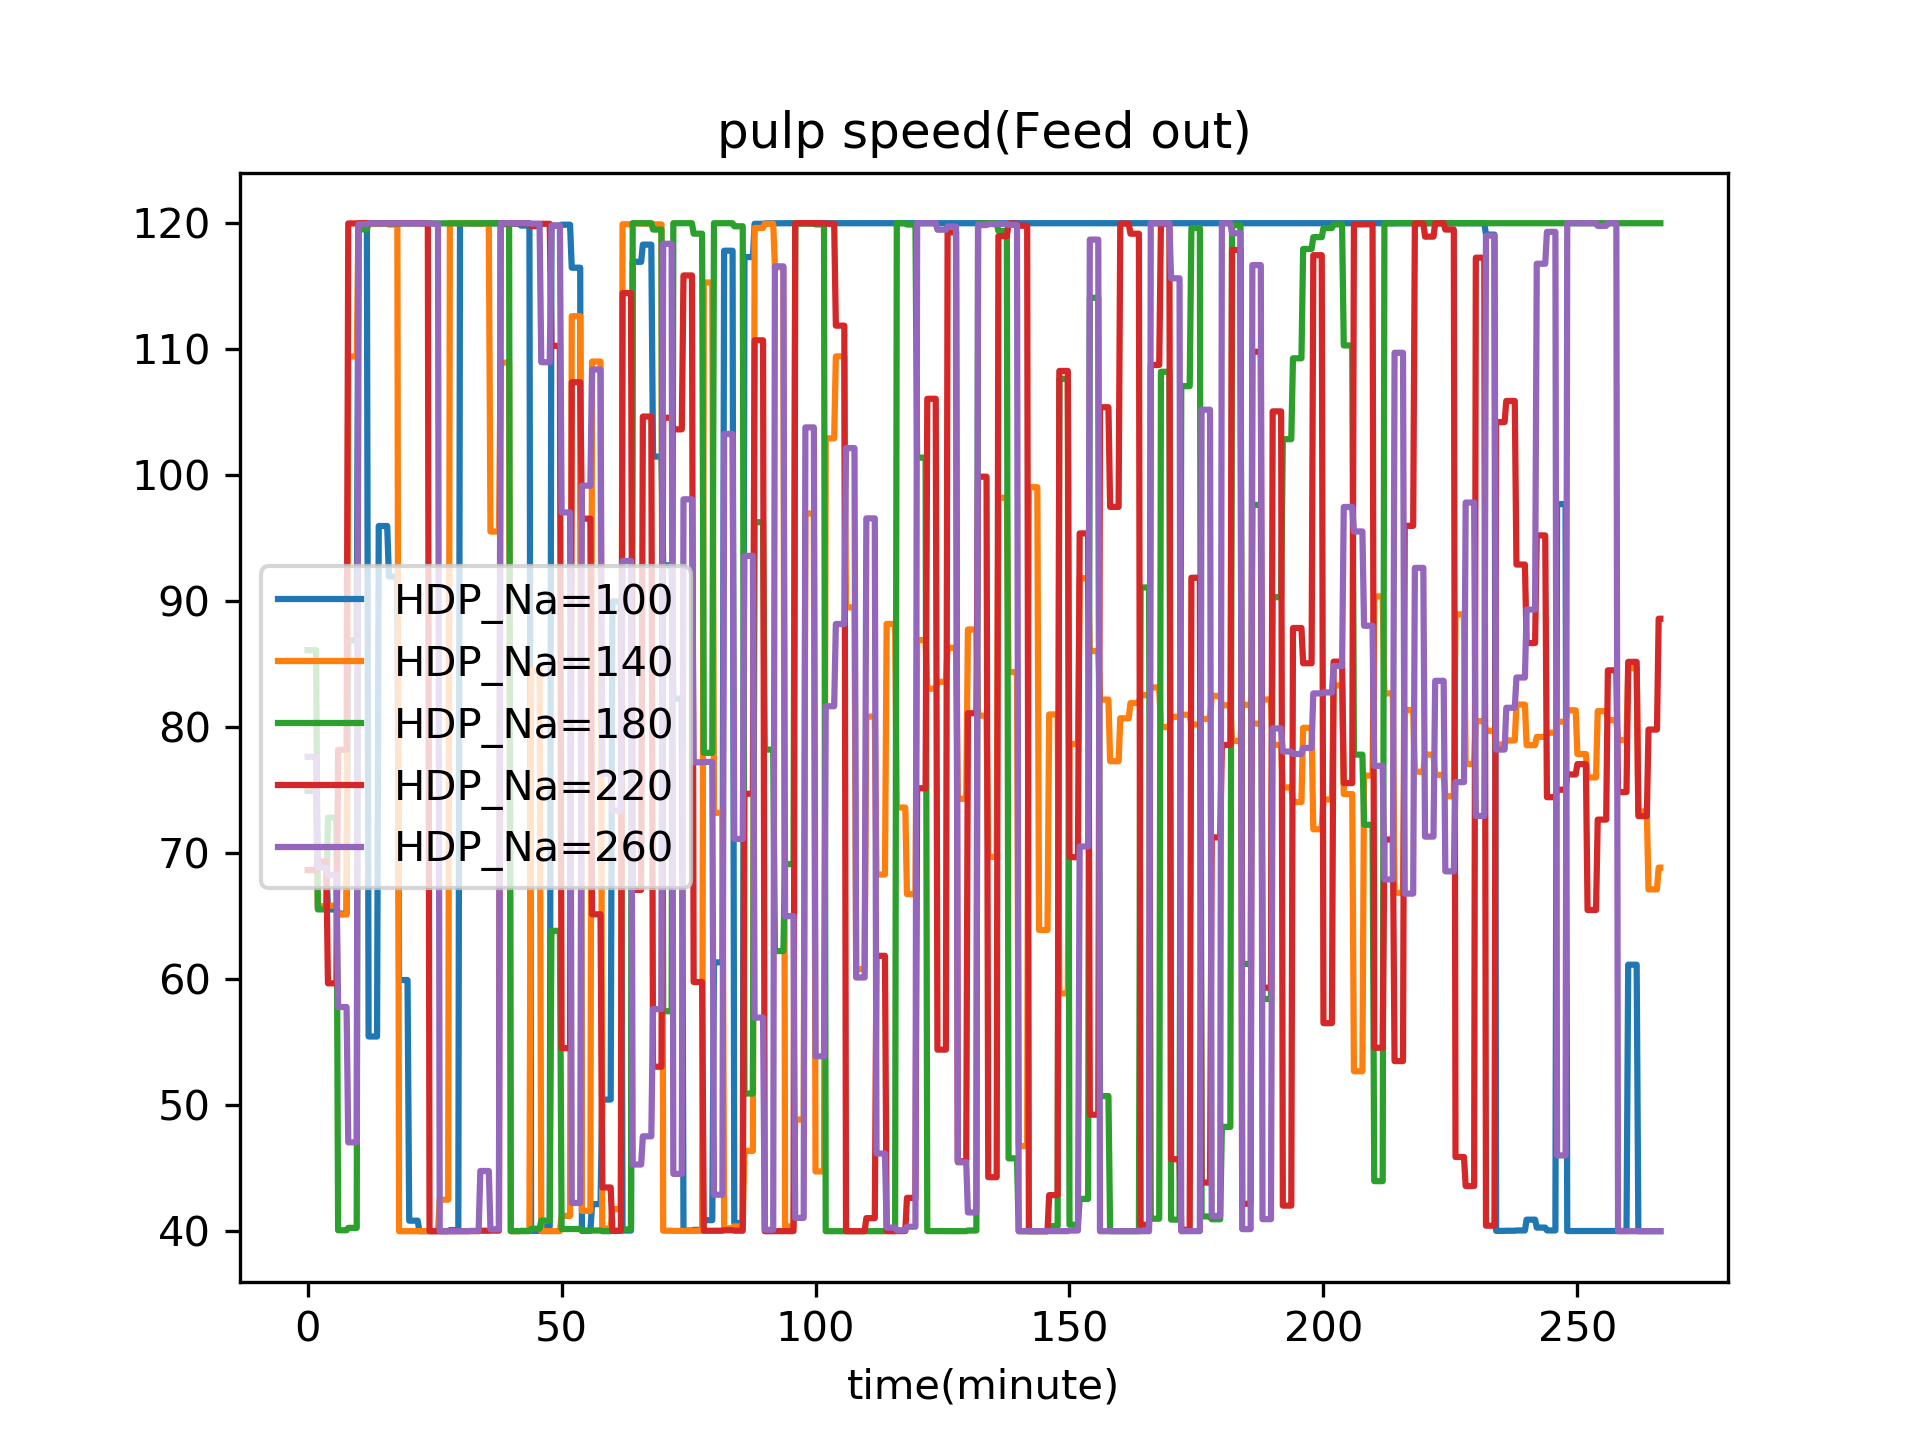 pulp speed(Feed out)
120
110
100
90
80
70
60
50
40
HDP_Na=100
HDP_Na=140
HDP_Na=180
HDP_Na=220
HDP_Na=260
0 50 100 150 200 250
time(minute)